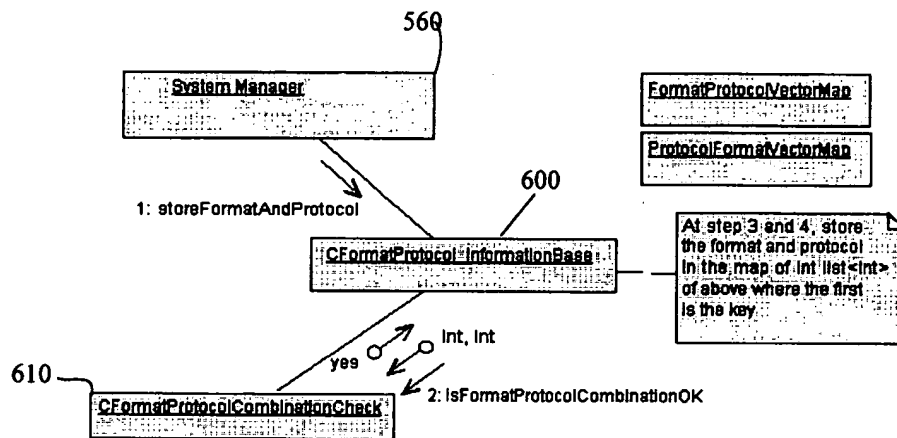 560
System Manager
FormatProtocolVectorMap
ProtocolFormatVectorMap
600
1: storeFormatAndProtocol
CFormatProtocol_InformationBase
At step 3 and 4, store
the format and protocol
in the map of int list<int>
of above where the first
is the key
yes
int, int
610
2: IsFormatProtocolCombinationOK
CFormatProtocolCombinationCheck